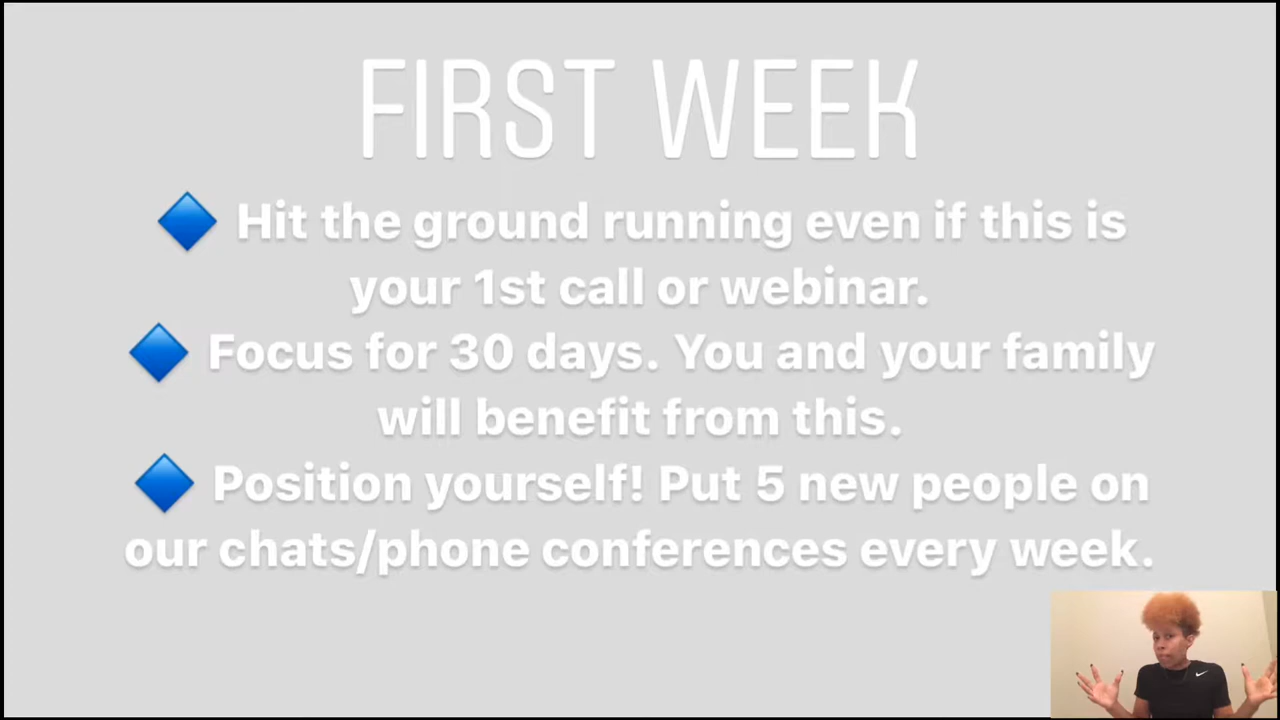 FIRST WEEK
🔷 Hit the ground running even if this is
your 1st call or webinar.
🔷 Focus for 30 days. You and your family
will benefit from this.
🔷 Position yourself! Put 5 new people on
our chats/phone conferences every week.